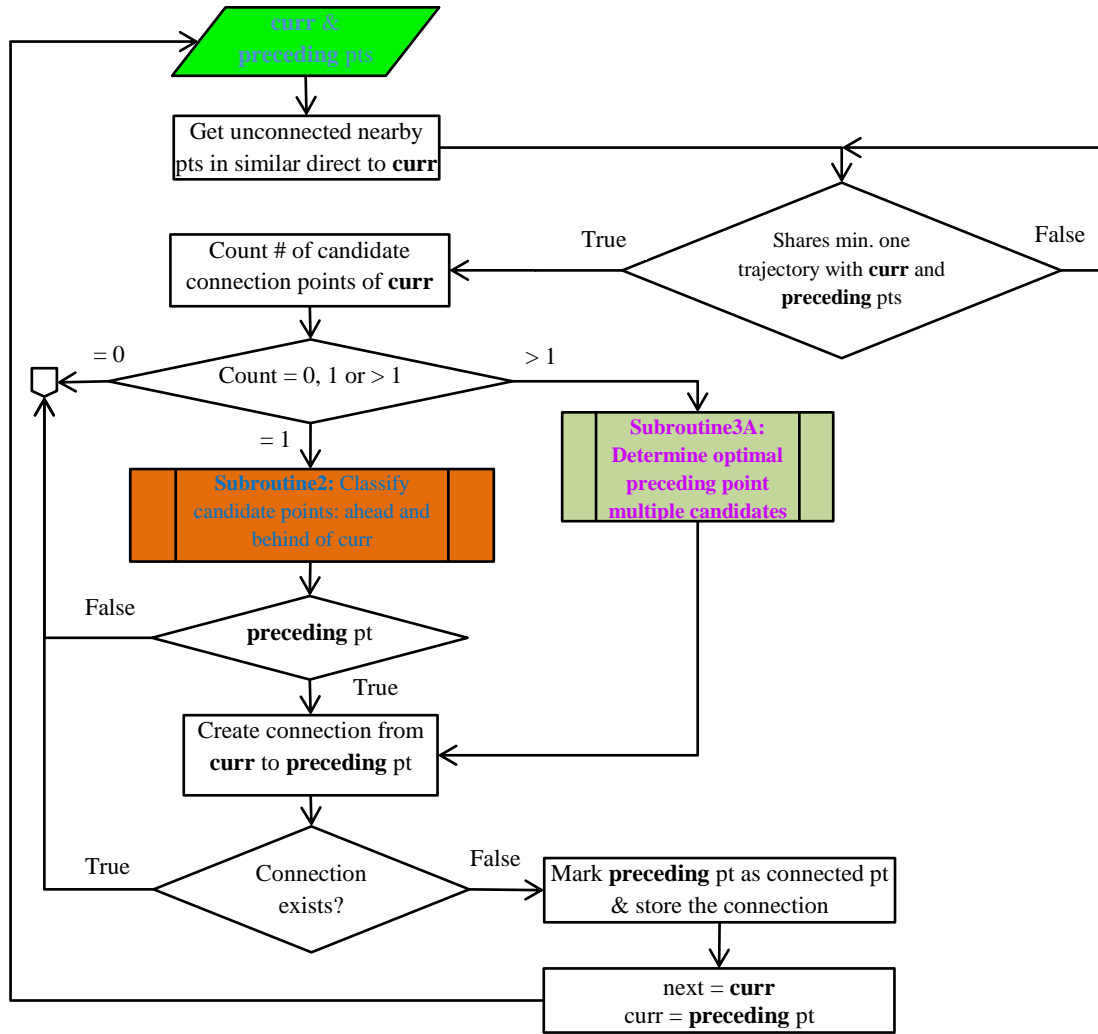 curr &
preceding pts
Get unconnected nearby
pts in similar direct to curr
Shares min. one
trajectory with curr and
preceding pts
True
False
Count # of candidate
connection points of curr
= 0
Count = 0, 1 or > 1
> 1
= 1
Subroutine3A:
Determine optimal
preceding point
multiple candidates
Subroutine2: Classify
candidate points: ahead and
behind of curr
False
preceding pt
True
Create connection from
curr to preceding pt
True
Connection
exists?
False
Mark preceding pt as connected pt
& store the connection
next = curr
curr = preceding pt